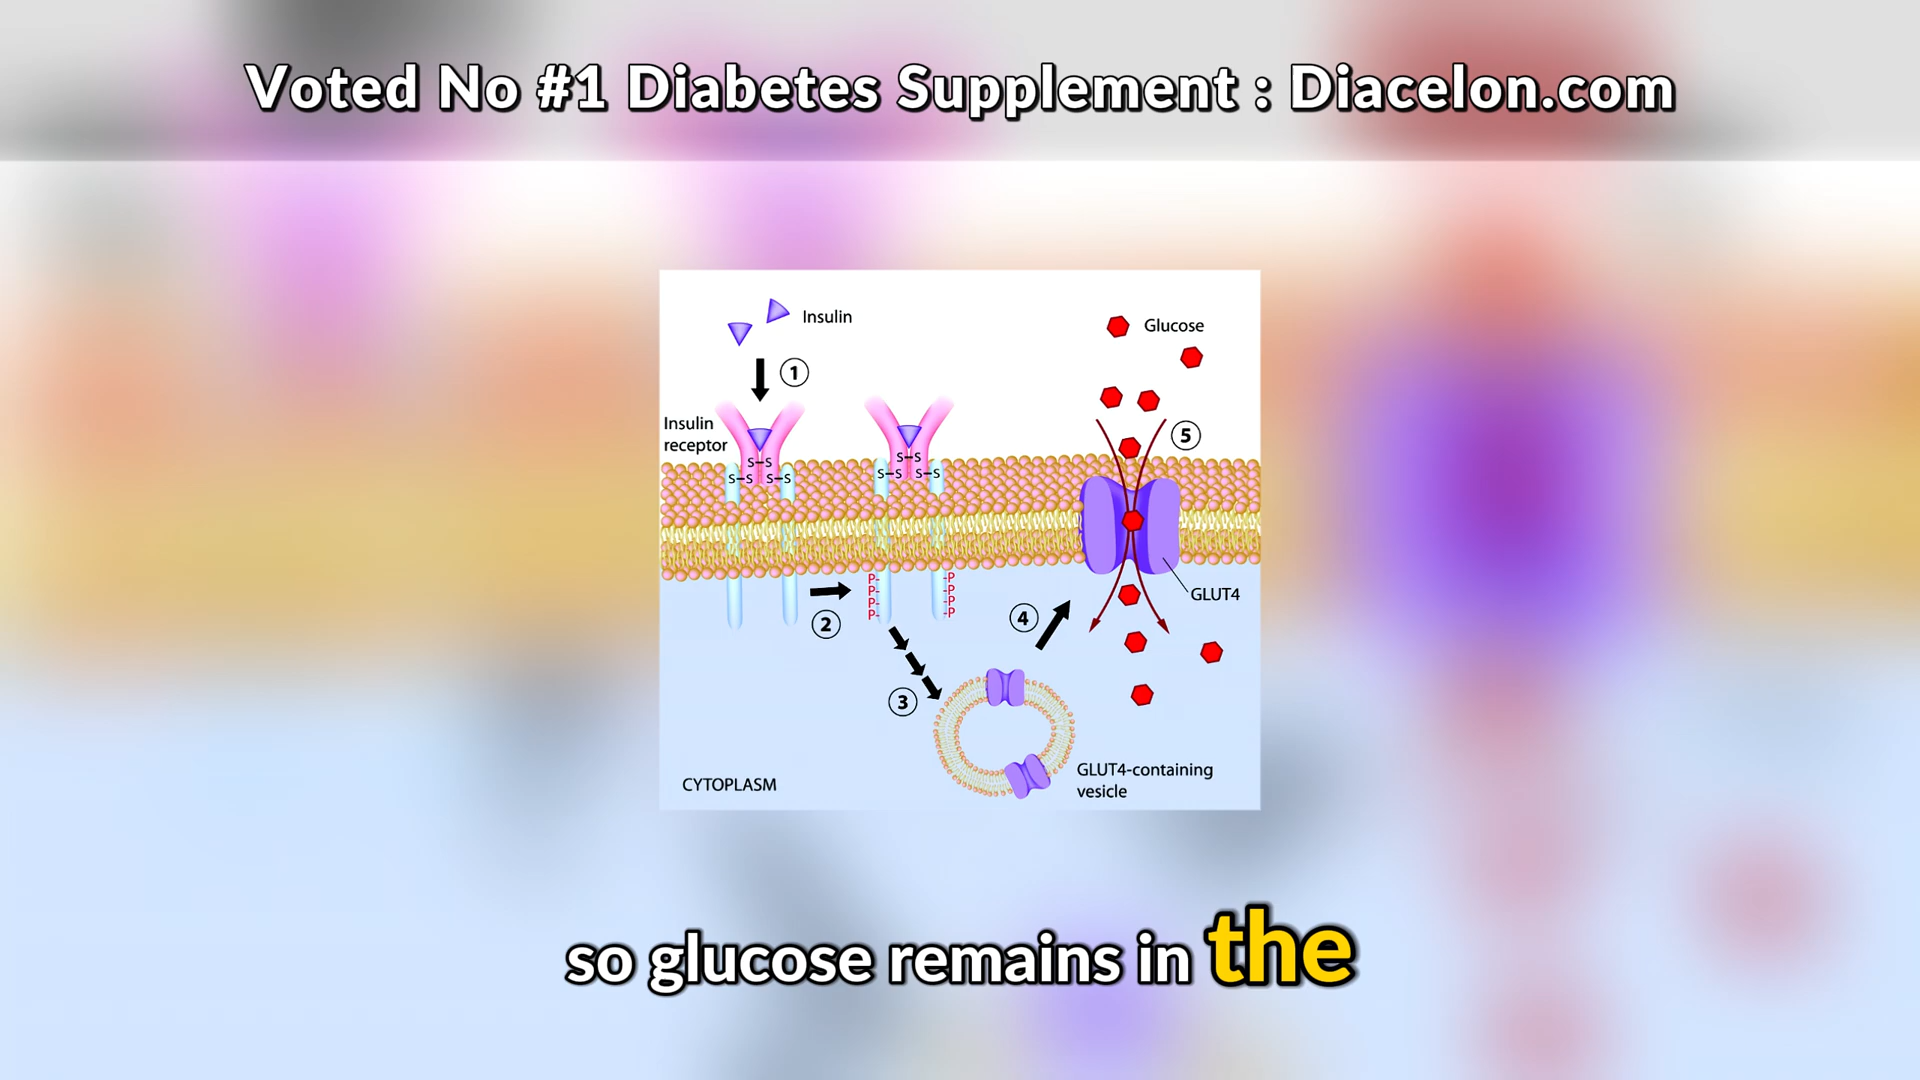 Voted No #1 Diabetes Supplement : Diacelon.com
Insulin
Glucose
1
Insulin
receptor
5
S-S
S-S S-S
S-S
S-S S-S
P-
P-
P-
P-
-P
-P
-P
-P
2
4
GLUT4
3
GLUT4-containing
vesicle
CYTOPLASM
so glucose remains in the